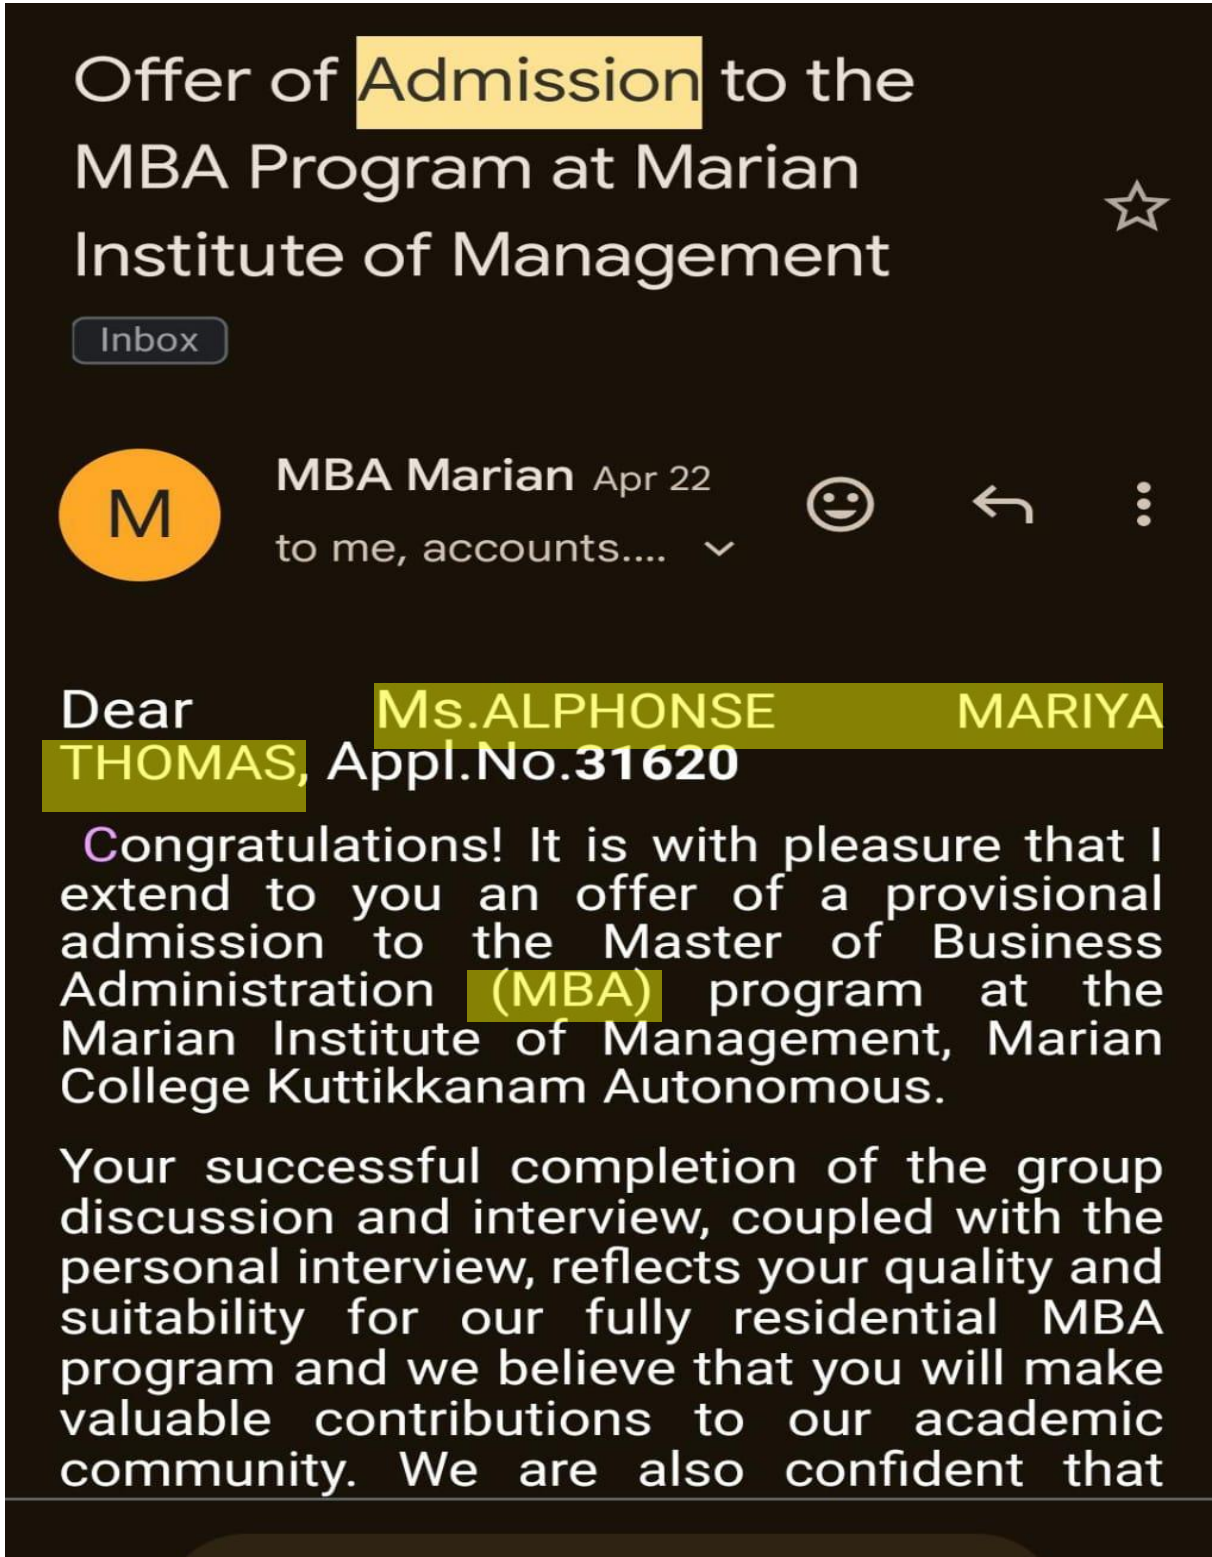 Offer of Admission to the
MBA Program at Marian
Institute of Management
Inbox
M
MBA Marian Apr 22
to me, accounts....
Dear Ms.ALPHONSE MARIYA
THOMAS, Appl.No.31620
Congratulations! It is with pleasure that I
extend to you an offer of a provisional
admission to the Master of Business
Administration (MBA) program at the
Marian Institute of Management, Marian
College Kuttikkanam Autonomous.
Your successful completion of the group
discussion and interview, coupled with the
personal interview, reflects your quality and
suitability for our fully residential MBA
program and we believe that you will make
valuable contributions to our academic
community. We are also confident that